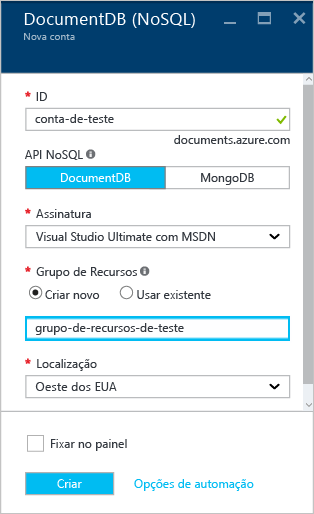 DocumentDB (NoSQL)
Nova conta
* ID
conta-de-teste
documents.azure.com
API NoSQL
DocumentDB
MongoDB
* Assinatura
Visual Studio Ultimate com MSDN
* Grupo de Recursos
Criar novo
Usar existente
grupo-de-recursos-de-teste
* Localização
Oeste dos EUA
Fixar no painel
Criar
Opções de automação